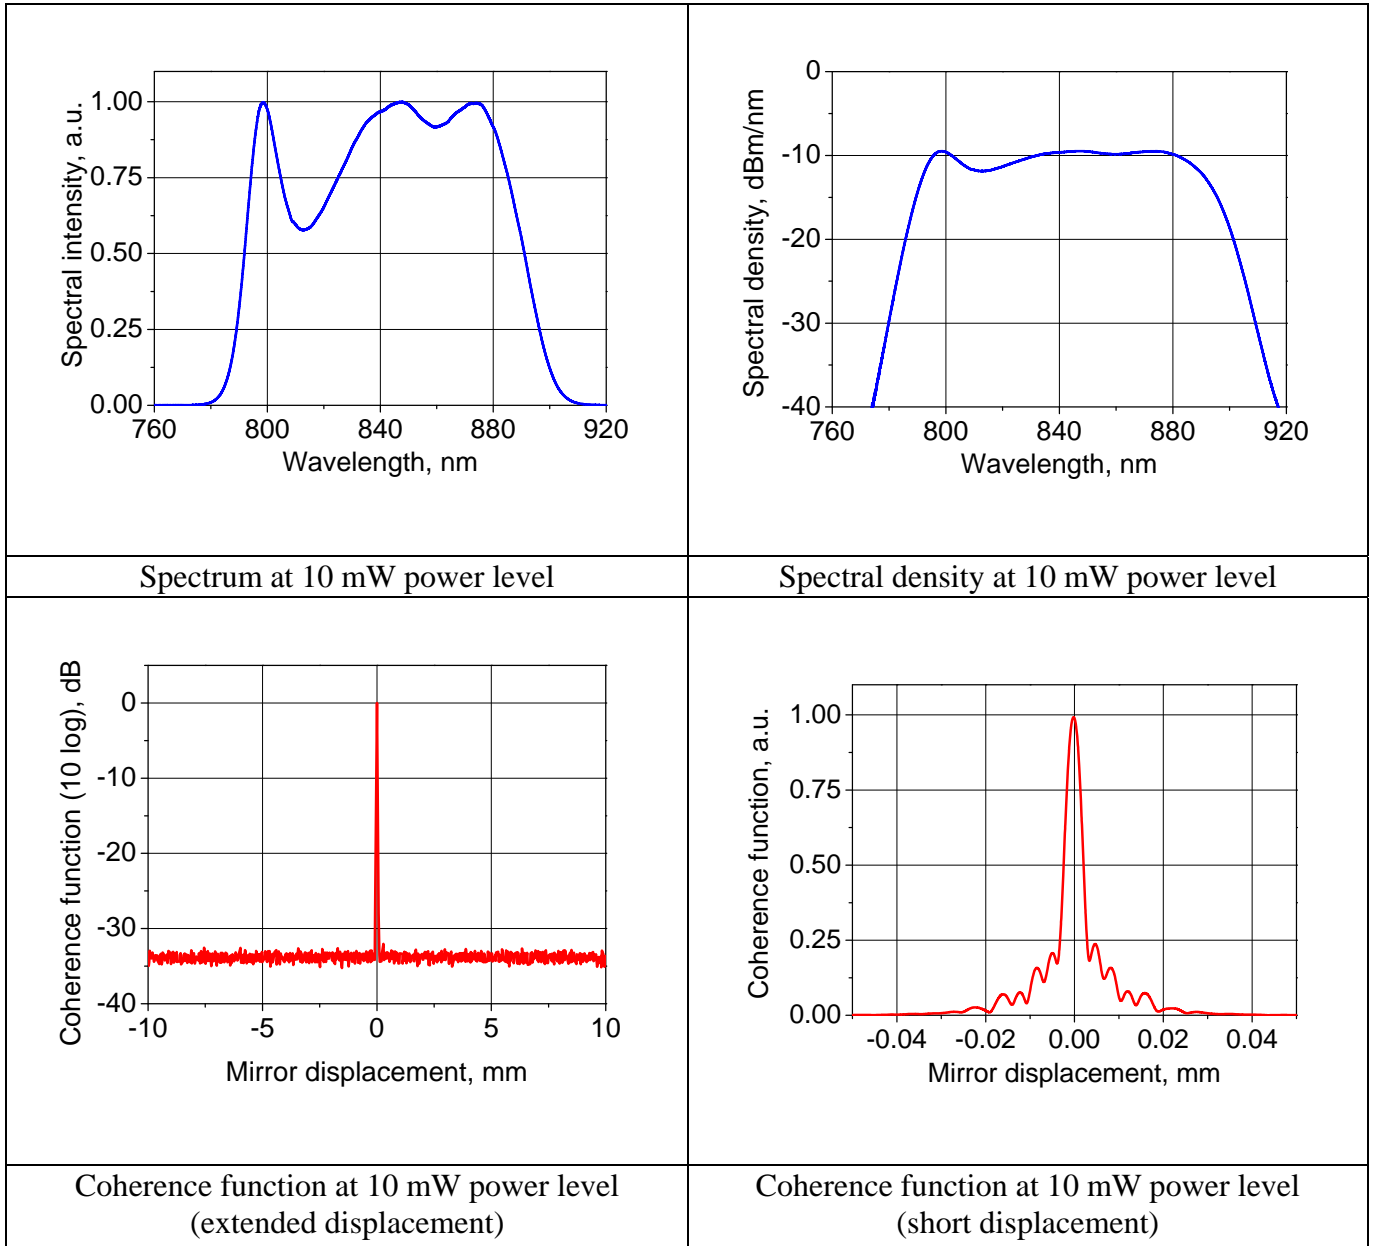 Spectral intensity, a.u.
1.00
0.75
0.50
0.25
0.00
760 800 840 880 920
Wavelength, nm
Spectrum at 10 mW power level
Spectral density, dBm/nm
0
-10
-20
-30
-40
760 800 840 880 920
Wavelength, nm
Spectral density at 10 mW power level
Coherence function (10 log), dB
0
-10
-20
-30
-40
-10 -5 0 5 10
Mirror displacement, mm
Coherence function at 10 mW power level
(extended displacement)
Coherence function, a.u.
1.00
0.75
0.50
0.25
0.00
-0.04 -0.02 0.00 0.02 0.04
Mirror displacement, mm
Coherence function at 10 mW power level
(short displacement)